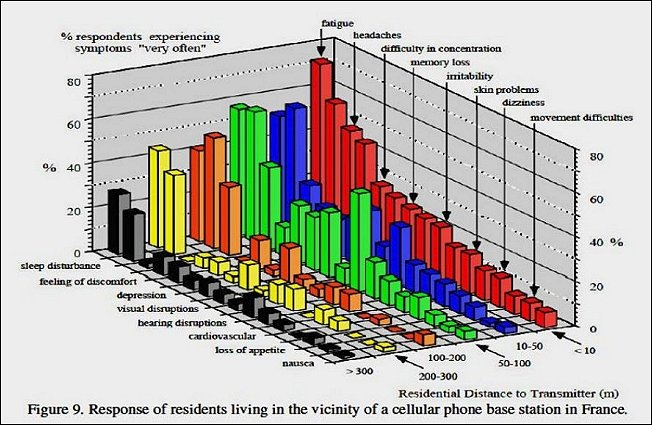 % respondents experiencing
symptoms "very often"
fatigue
headaches
difficulty in concentration
memory loss
irritability
skin problems
dizziness
movement difficulties
80
60
%
40
20
0
80
60
40 %
20
0
sleep disturbance
feeling of discomfort
depression
visual disruptions
hearing disruptions
cardiovascular
loss of appetite
nausca
> 300
200-300
100-200
50-100
10-50
< 10
Residential Distance to Transmitter (m)
Figure 9. Response of residents living in the vicinity of a cellular phone base station in France.